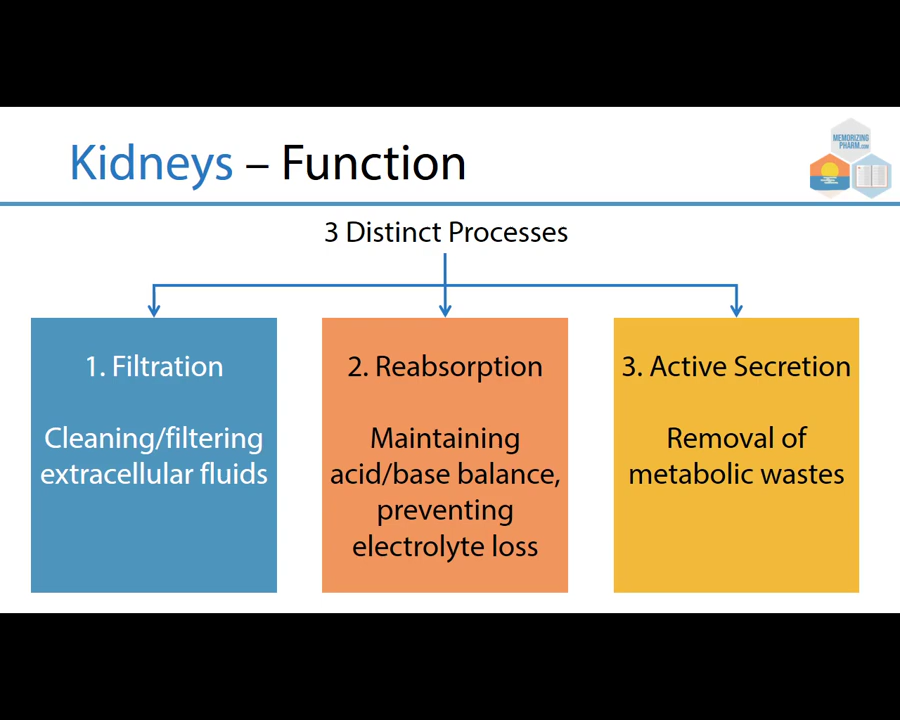 Kidneys – Function
MEMORIZING
PHARM.COM
3 Distinct Processes
1. Filtration
Cleaning/filtering
extracellular fluids
2. Reabsorption
Maintaining
acid/base balance,
preventing
electrolyte loss
3. Active Secretion
Removal of
metabolic wastes